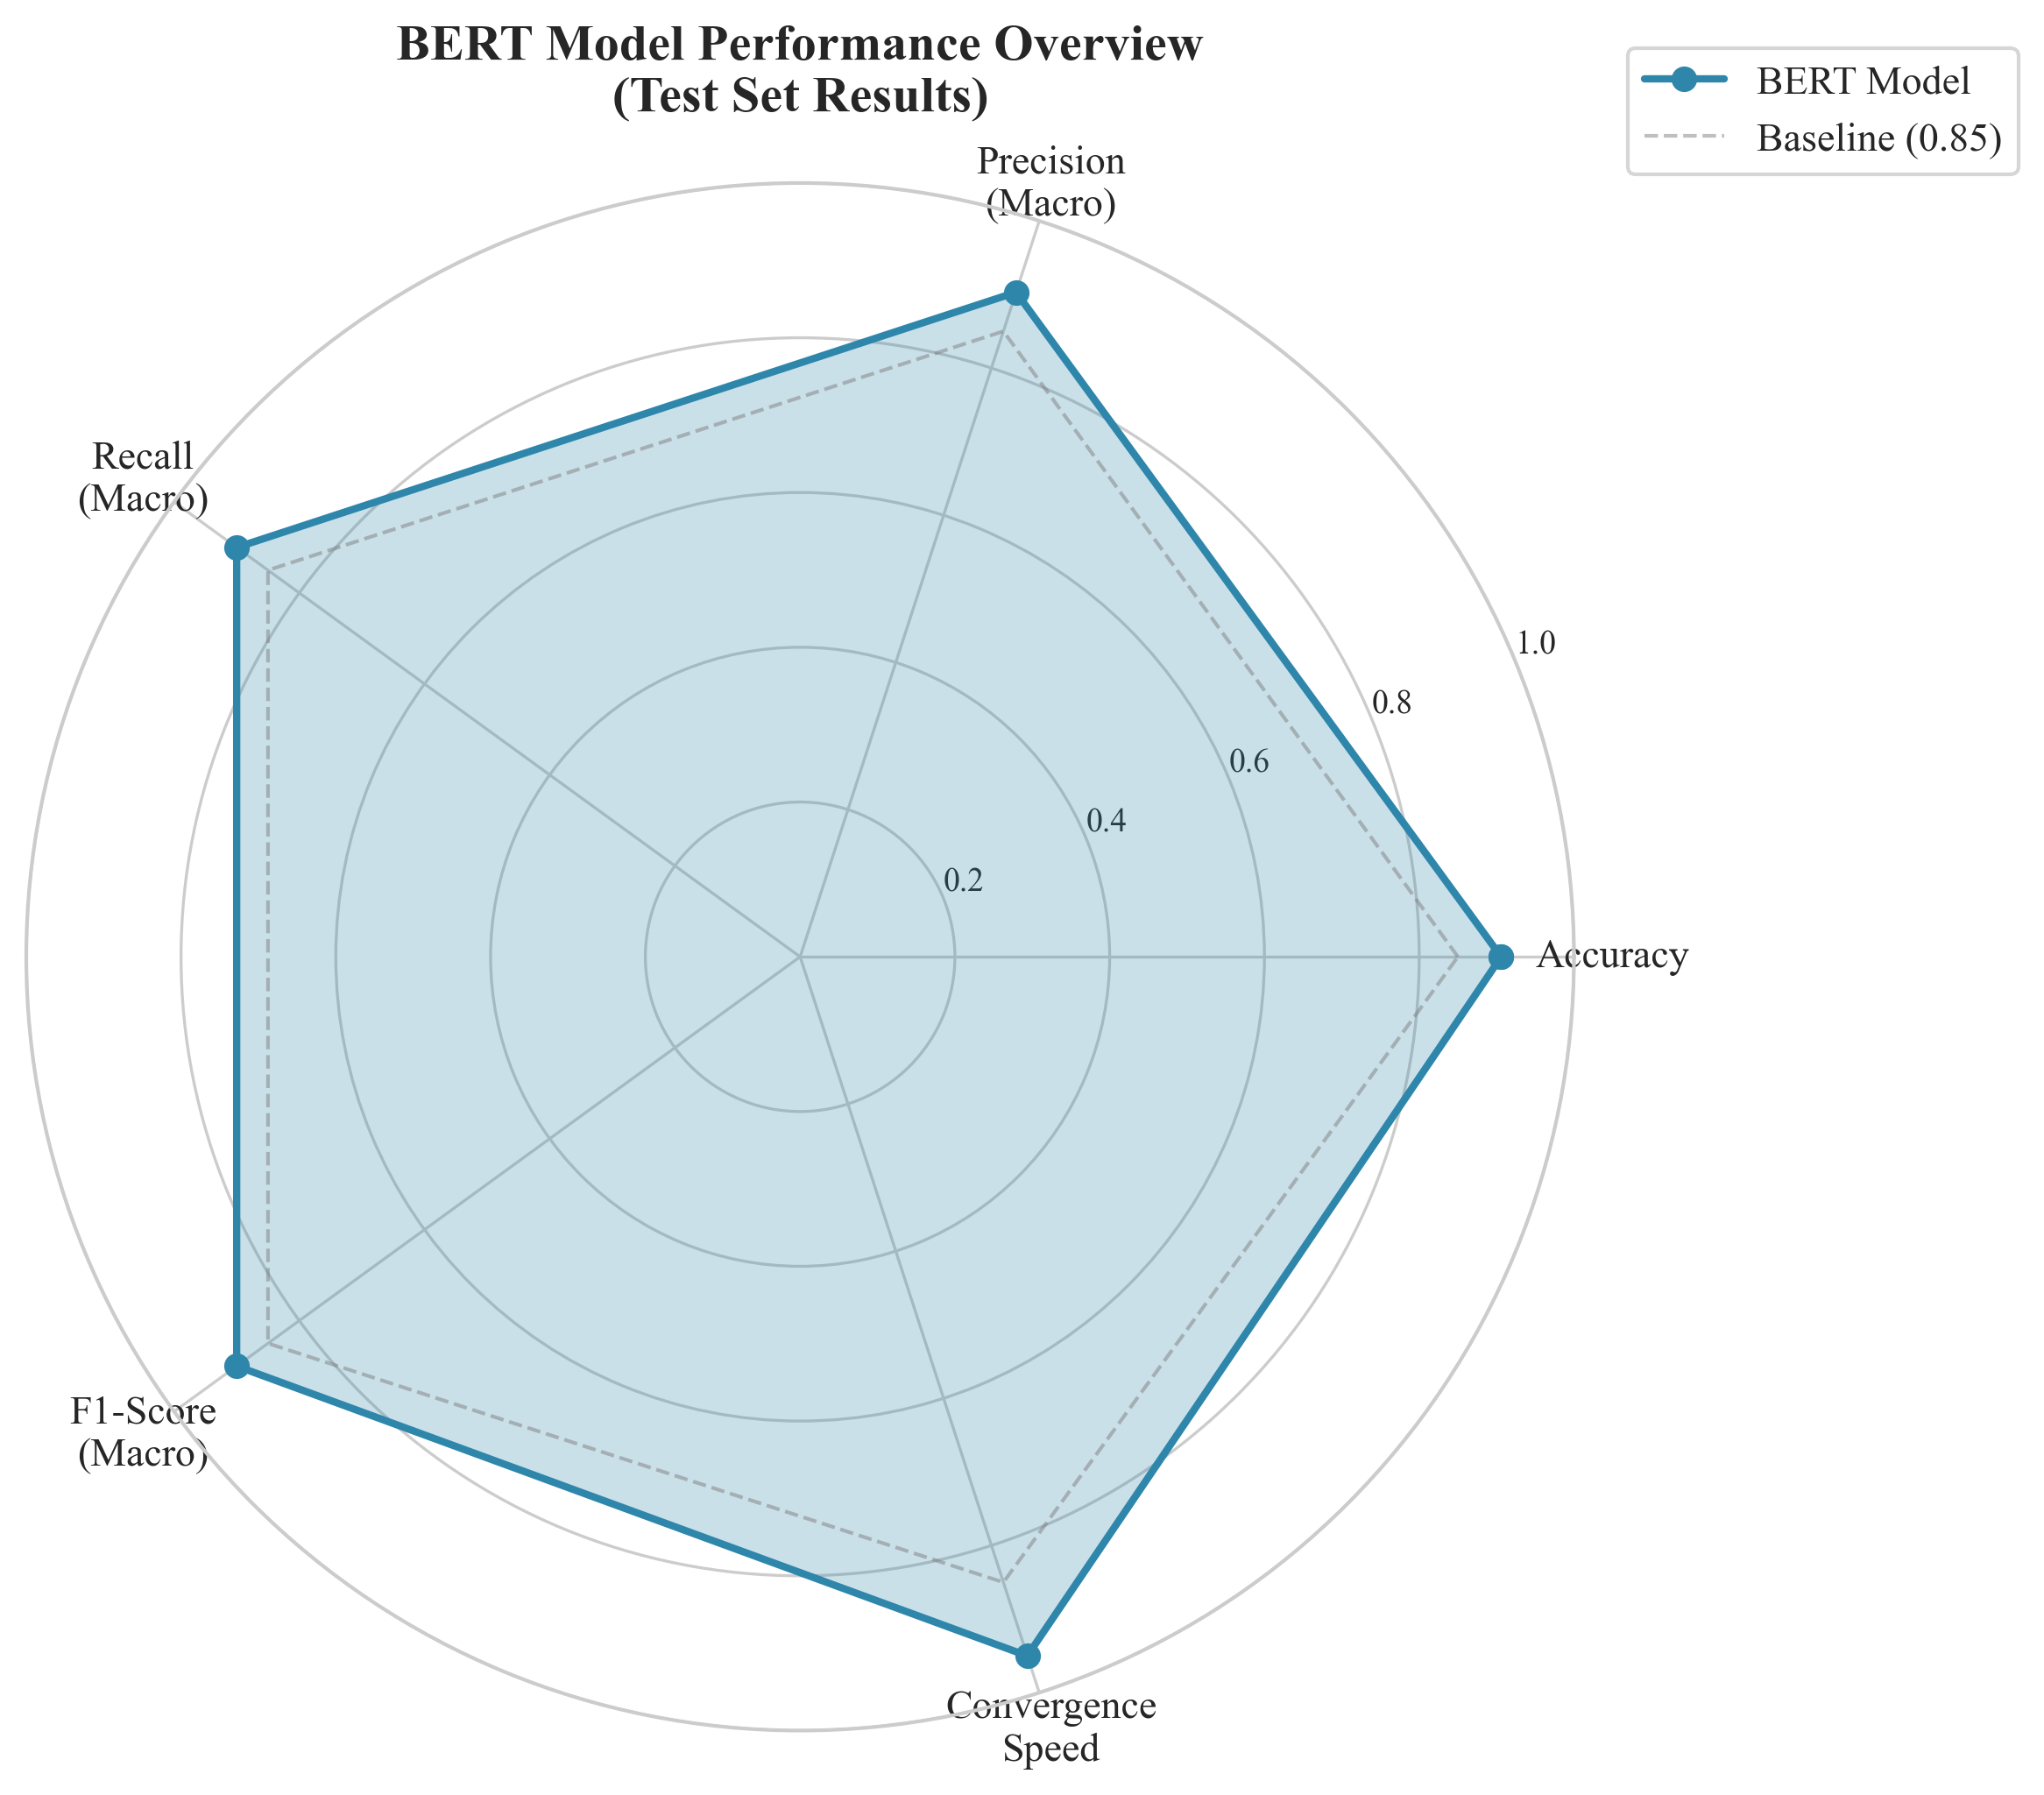 BERT Model Performance Overview
(Test Set Results)
BERT Model
Baseline (0.85)
Precision
(Macro)
Recall
(Macro)
1.0
0.8
0.6
0.4
0.2
Accuracy
F1-Score
(Macro)
Convergence
Speed